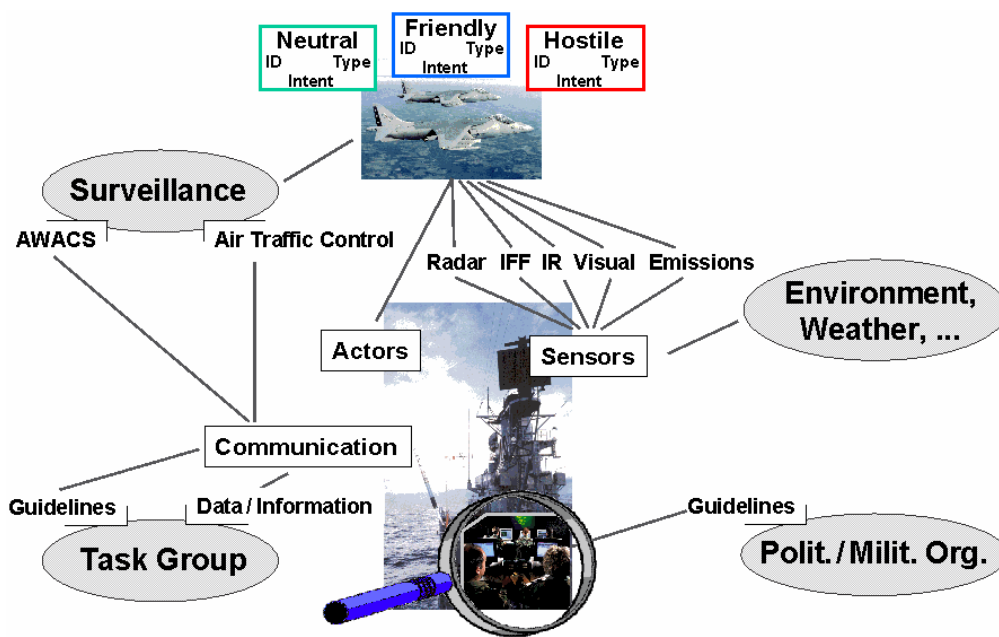 Neutral
ID Type
Intent
Friendly
ID Type
Intent
Hostile
ID Type
Intent
Surveillance
AWACS
Air Traffic Control
Radar IFF IR Visual Emissions
Environment,
Weather, ...
Actors
Sensors
Communication
Guidelines
Data / Information
Task Group
Guidelines
Polit. / Milit. Org.